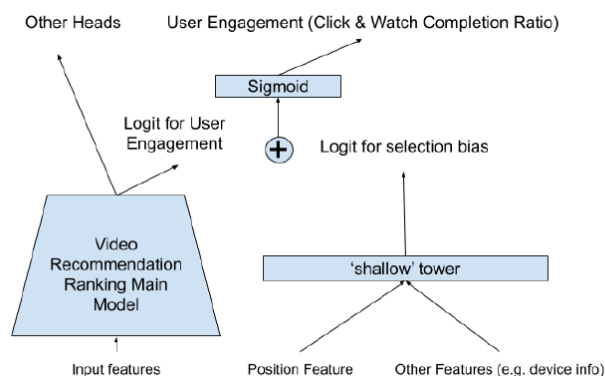 Other Heads
User Engagement (Click & Watch Completion Ratio)
Sigmoid
Logit for User
Engagement
+
Logit for selection bias
Video
Recommendation
Ranking Main
Model
'shallow' tower
Input features
Position Feature
Other Features (e.g. device info)